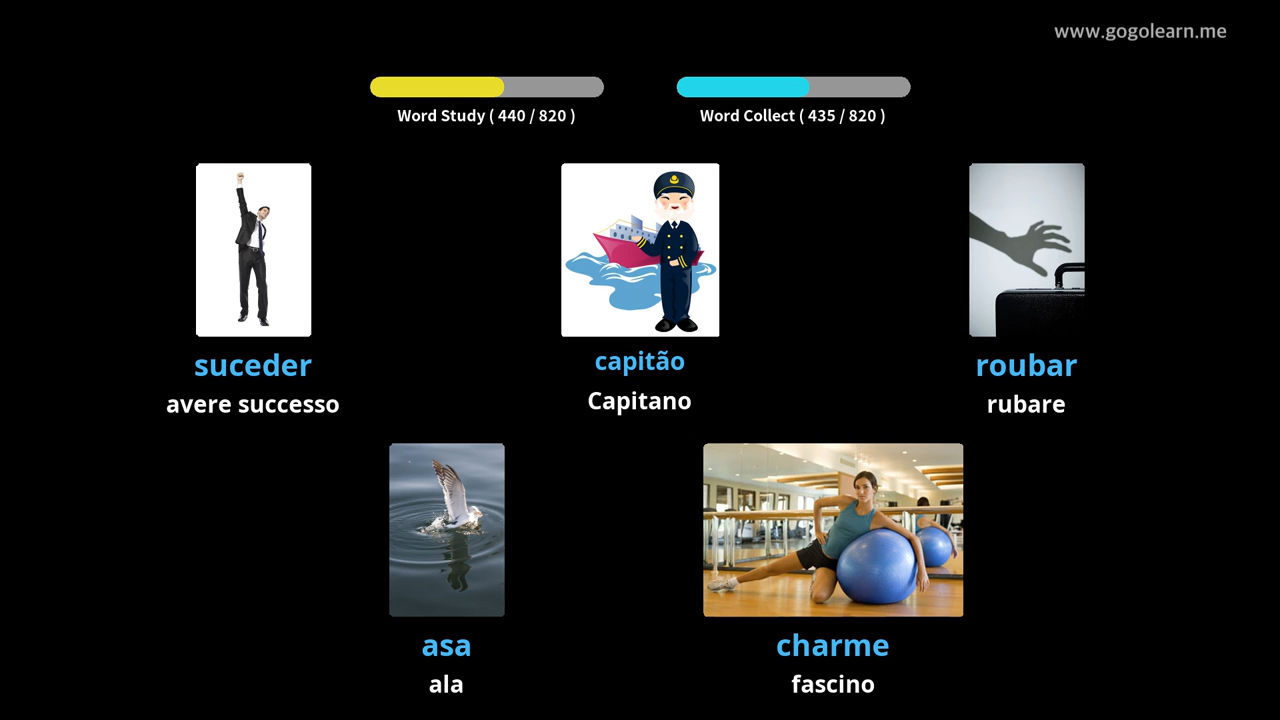 www.gogolearn.me
Word Study ( 440 / 820 )
Word Collect ( 435 / 820 )
suceder
avere successo
capitão
Capitano
roubar
rubare
asa
ala
charme
fascino